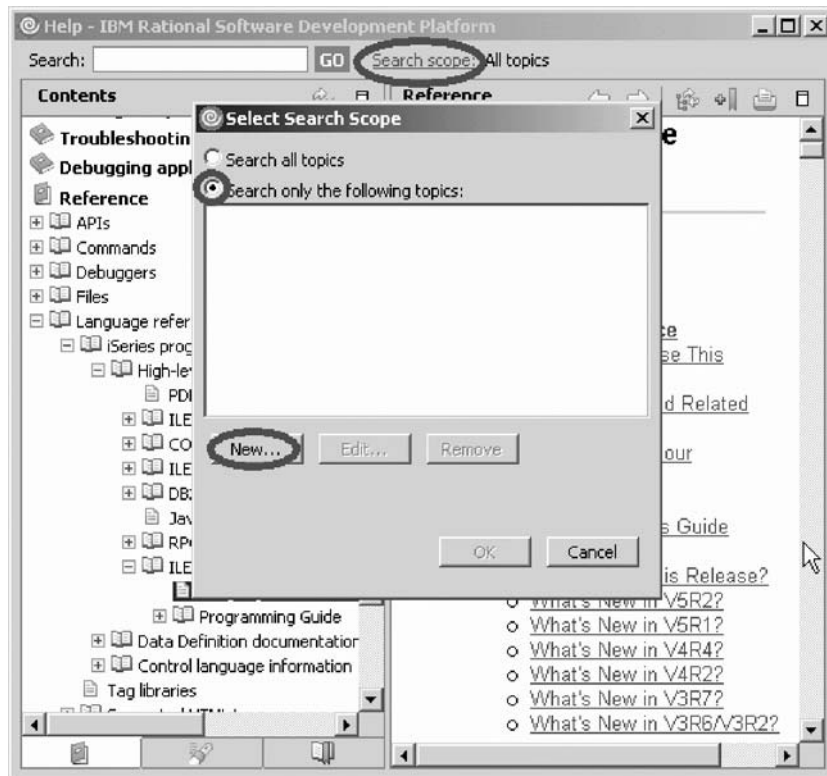 Help - IBM Rational Software Development Platform
Search: GO Search scope: All topics
Contents
Troubleshootin
Debugging appl
Reference
APIs
Commands
Debuggers
Files
Language refer
iSeries prog
High-le
PD
ILE
CO
ILE
DB
Jav
RP
ILE
Programming Guide
Data Definition documentation
Control language information
Tag libraries
Select Search Scope
Search all topics
Search only the following topics:
New... Edit... Remove
OK Cancel
Reference
e
ce
se This
d Related
our
s Guide
is Release?
What's New in V5R2?
What's New in V5R1?
What's New in V4R4?
What's New in V4R2?
What's New in V3R7?
What's New in V3R6/V3R2?